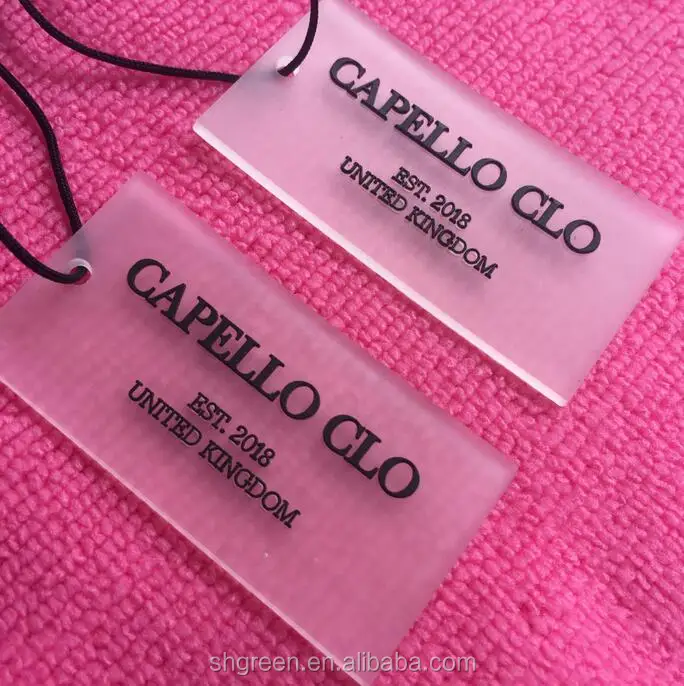 CAPELLO CLO
EST. 2018
UNITED KINGDOM
CAPELLO CLO
EST. 2018
UNITED KINGDOM
shgreen.en.alibaba.com